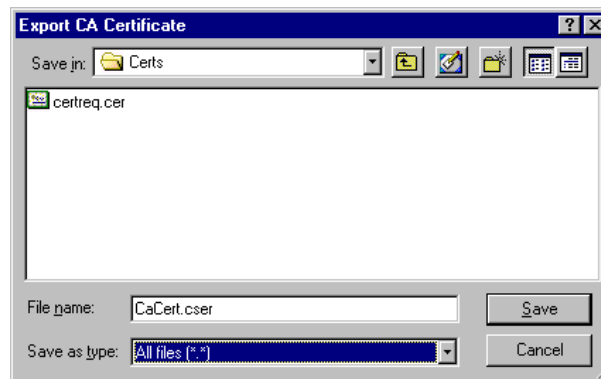 Export CA Certificate
Save in: Certs
certreq.cer
File name: CaCert.cser Save
Save as type: All files (*.*) Cancel